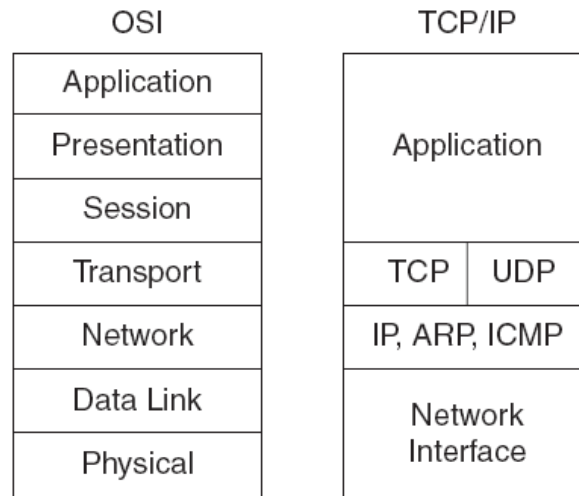 OSI
TCP/IP
Application
Presentation
Session
Transport
Network
Data Link
Physical
Application
TCP
UDP
IP, ARP, ICMP
Network
Interface